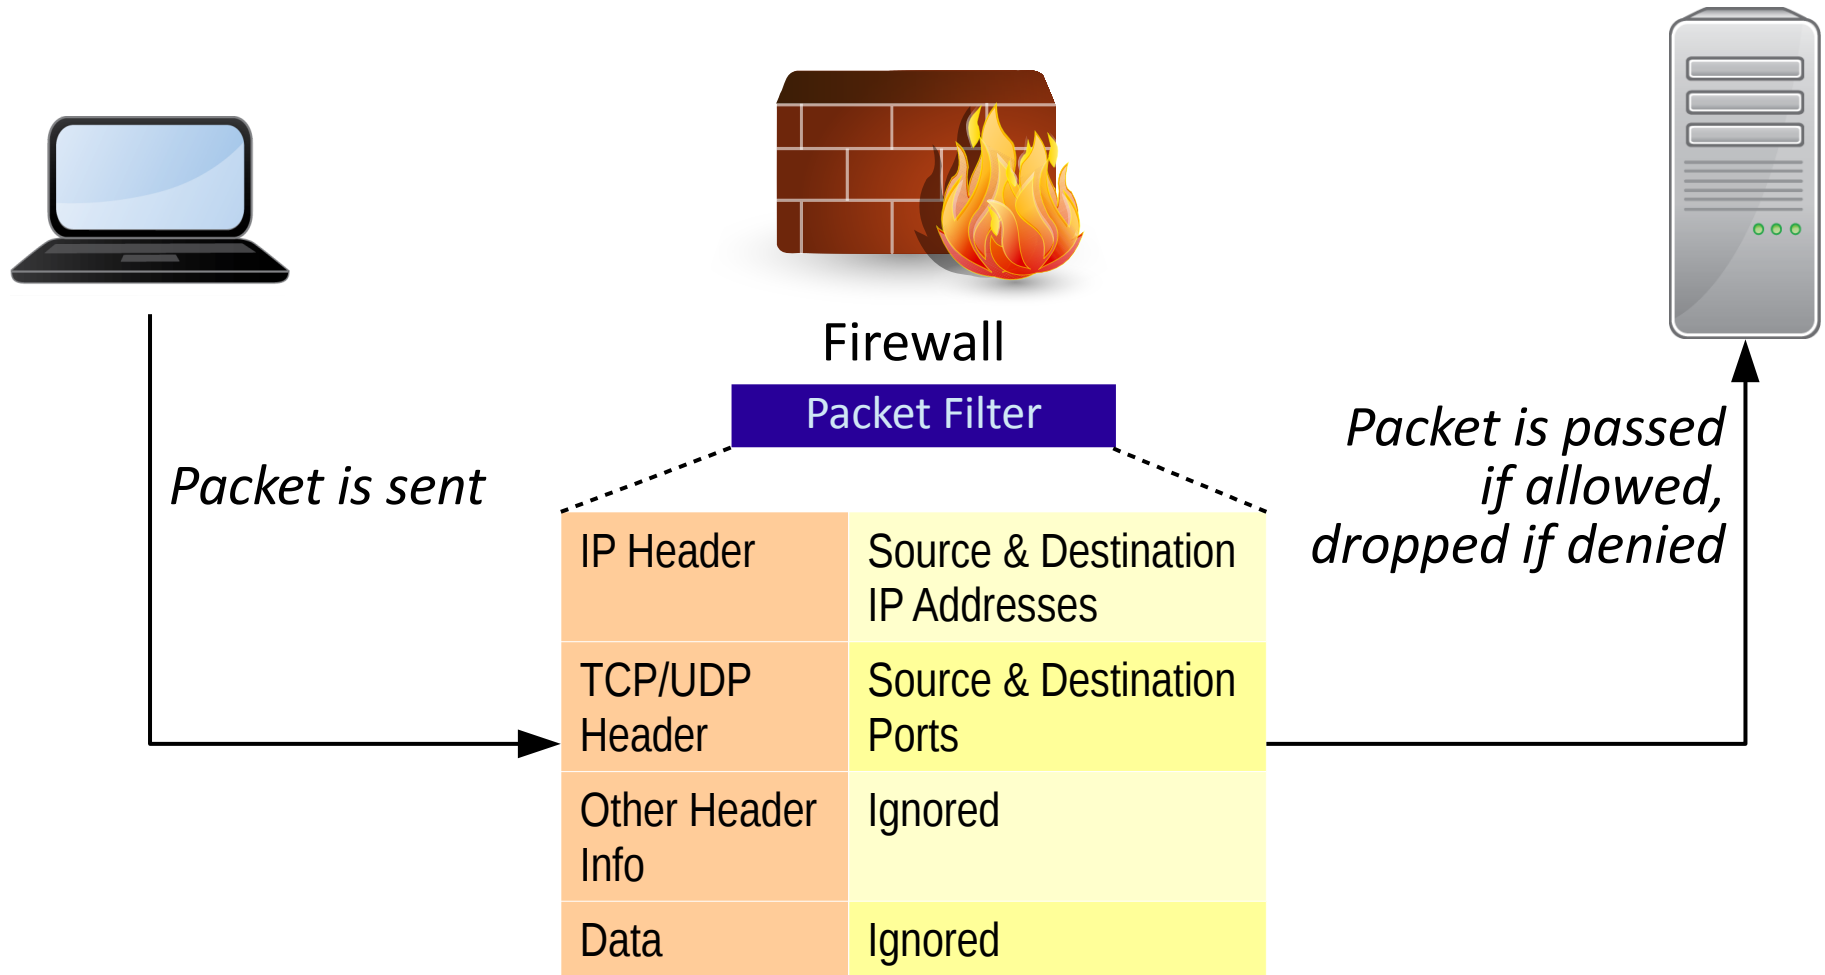 Firewall
Packet Filter
Packet is sent
Packet is passed
if allowed,
dropped if denied
IP Header
Source & Destination
IP Addresses
TCP/UDP
Header
Source & Destination
Ports
Other Header
Info
Ignored
Data
Ignored